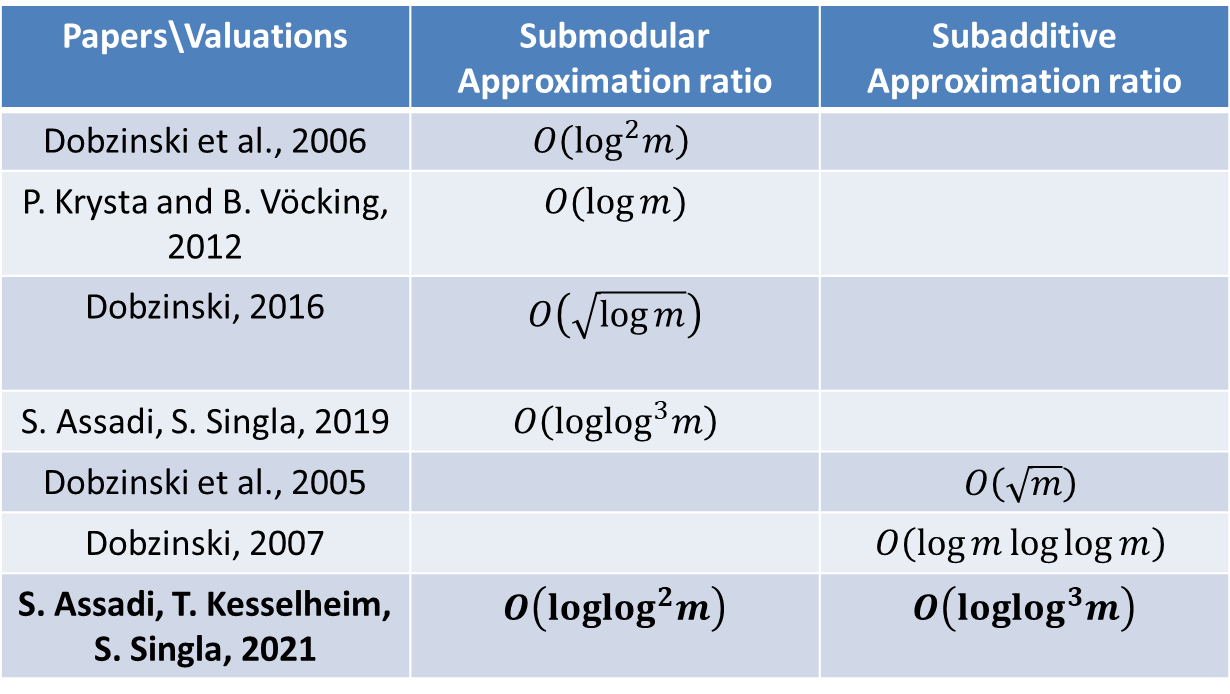 Papers\Valuations
Submodular
Approximation ratio
Subadditive
Approximation ratio
Dobzinski et al., 2006
O(log²m)
P. Krysta and B. Vöcking,
2012
O(log m)
Dobzinski, 2016
O(√log m)
S. Assadi, S. Singla, 2019
O(loglog³m)
Dobzinski et al., 2005
O(√m)
Dobzinski, 2007
O(log m log log m)
S. Assadi, T. Kesselheim,
S. Singla, 2021
O(loglog²m)
O(loglog³m)